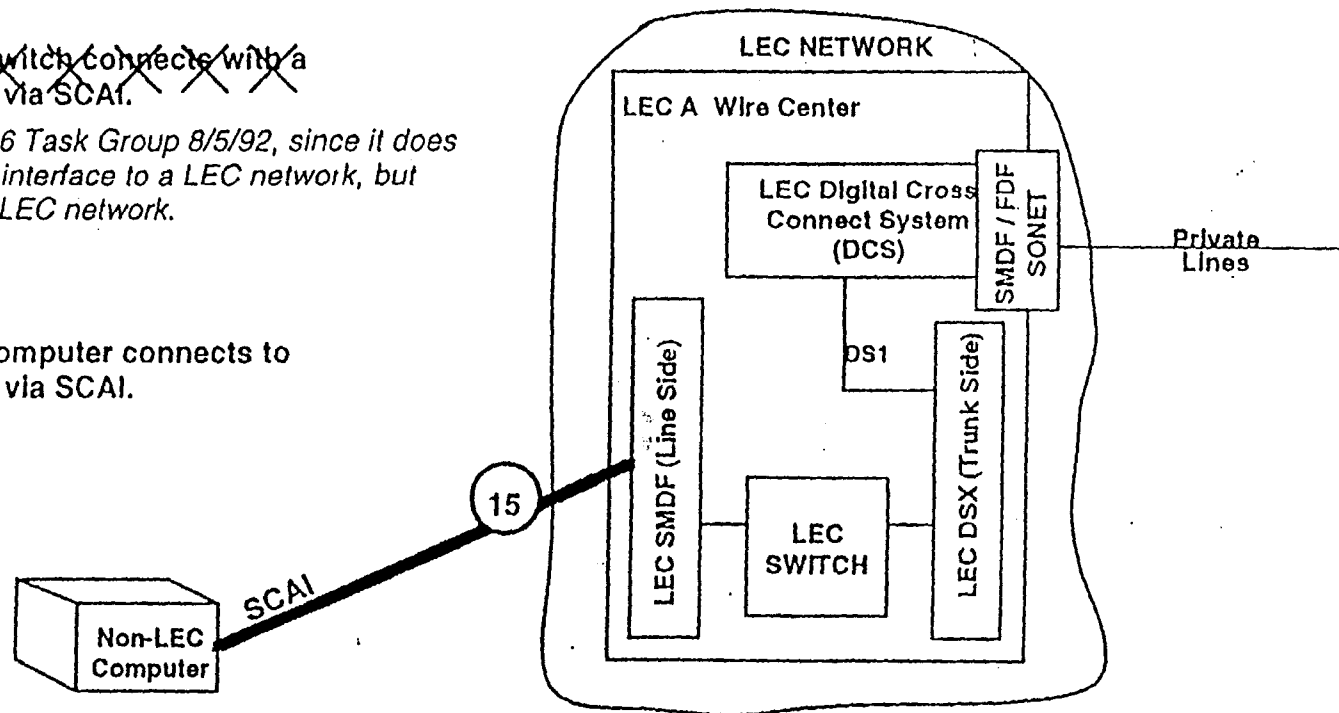 witch connects with a
via SCAI.
6 Task Group 8/5/92, since it does
interface to a LEC network, but
LEC network.
omputer connects to
via SCAI.
LEC NETWORK
LEC A Wire Center
LEC Digital Cross
Connect System
(DCS)
SMDF / FDF
SONET
Private
Lines
DS1
LEC SMDF (Line Side)
LEC
SWITCH
LEC DSX (Trunk Side)
15
SCAI
Non-LEC
Computer